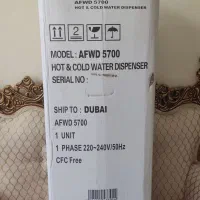 AFWD 5700
HOT & COLD WATER DISPENSER
2
MODEL : AFWD 5700
HOT & COLD WATER DISPENSER
SERIAL NO :
SHIP TO : DUBAI
AFWD 5700
1 UNIT
1 PHASE 220~240V/50Hz
CFC Free